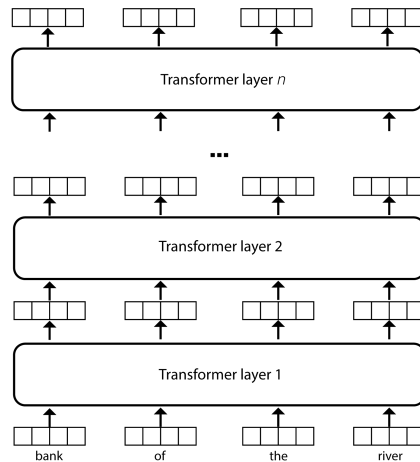 Transformer layer n
...
Transformer layer 2
Transformer layer 1
bank of the river